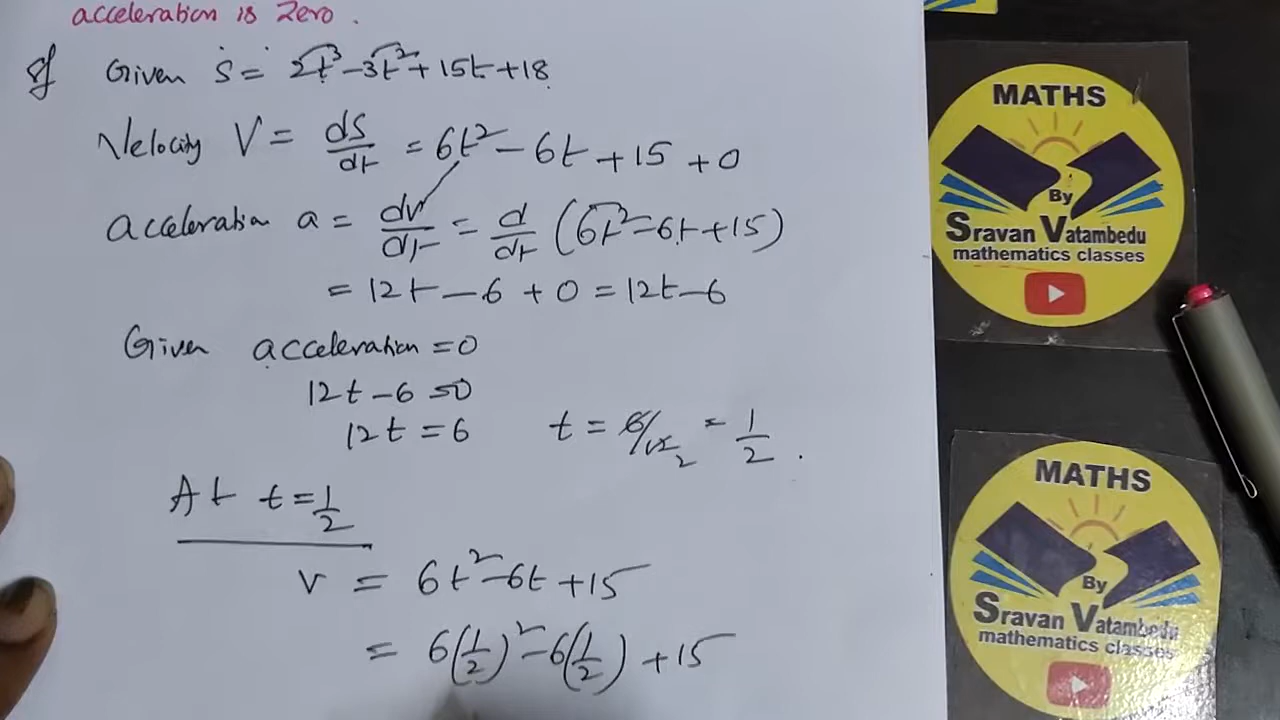 acceleration is Zero.
Sol Given S = 2t³-3t²+15t+18.
Velocity V = ds/dt = 6t²-6t+15+0
acceleration a = dv/dt = d/dt (6t²-6t+15)
= 12t-6+0 = 12t-6
Given acceleration = 0
12t-6=0
12t=6 t = 6/12 2 = 1/2.
At t=1/2
v = 6t²-6t+15
= 6(1/2)²-6(1/2)+15
MATHS
By
Sravan Vatambedu
mathematics classes
MATHS
By
Sravan Vatambedu
mathematics classes